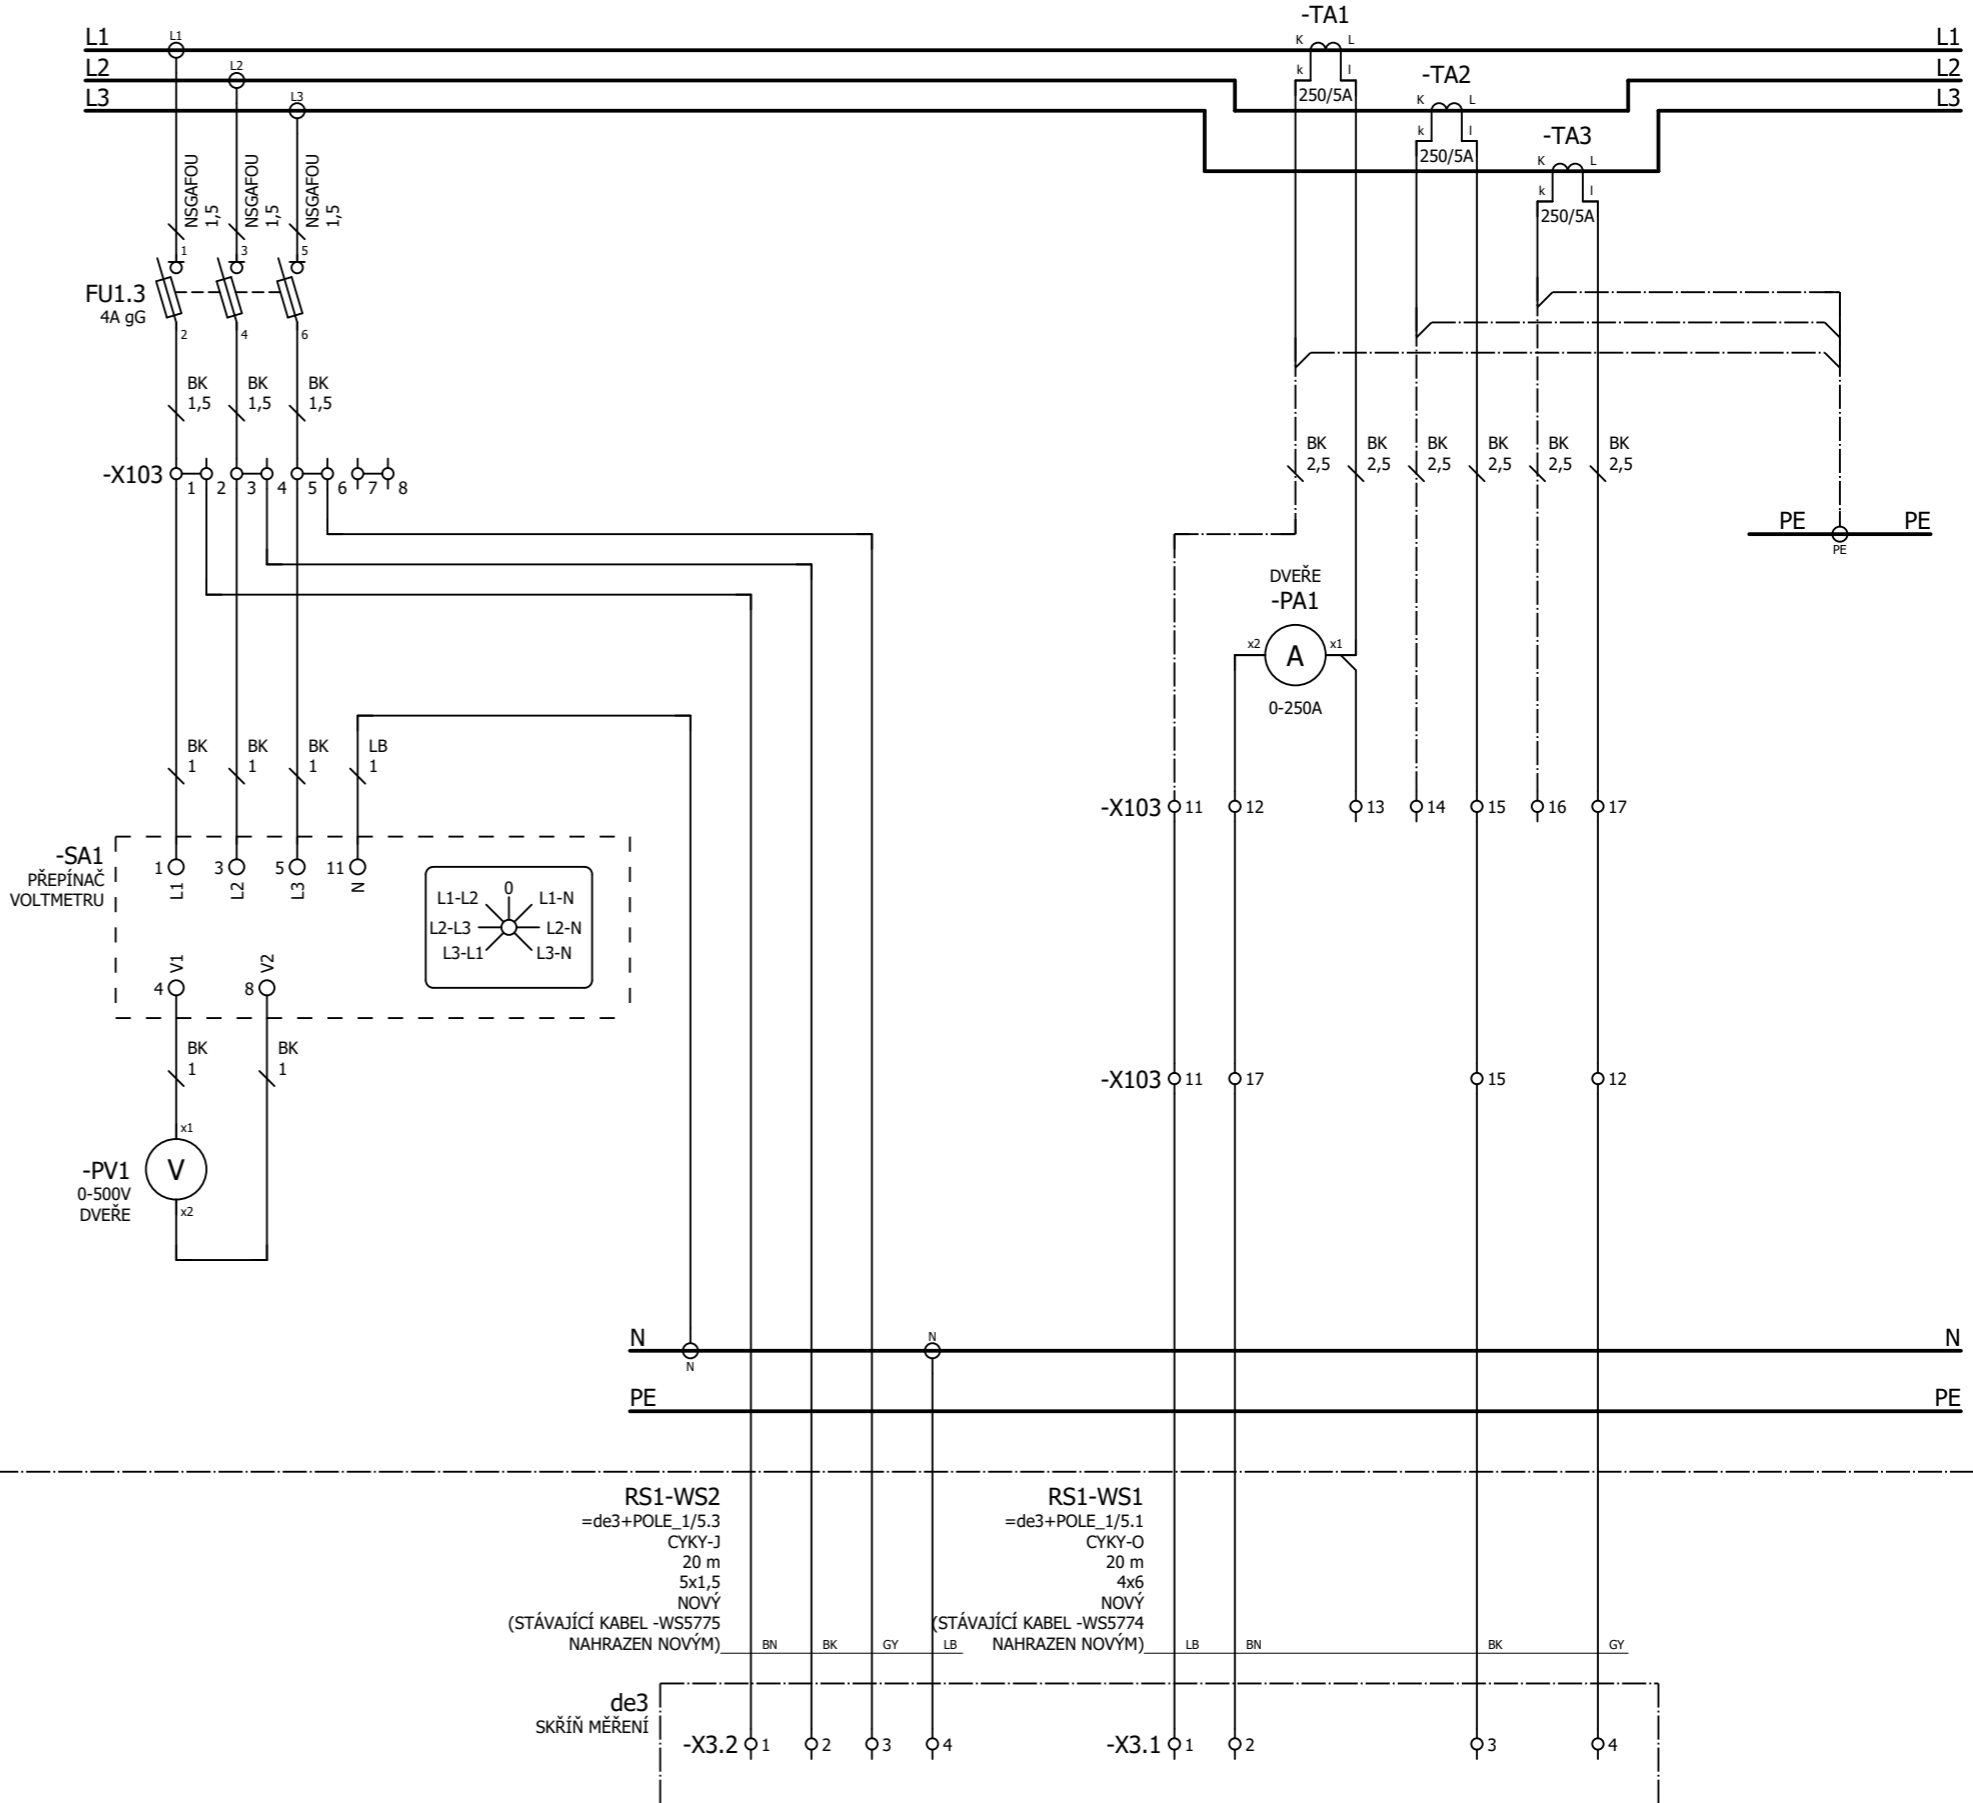 -TA1
L1
L1
K
L
L1
L2
L2
k
l
-TA2
L2
L3
L3
250/5A
K
L
L3
k
l
-TA3
250/5A
K
L
k
l
250/5A
NSGAFOU
1,5
NSGAFOU
1,5
NSGAFOU
1,5
1
3
5
FU1.3
4A gG
2
4
6
BK
1,5
BK
1,5
BK
1,5
BK
2,5
BK
2,5
BK
2,5
BK
2,5
BK
2,5
BK
2,5
-X103
1
2
3
4
5
6
7
8
PE
PE
PE
DVEŘE
-PA1
x2
A
x1
0-250A
BK
1
BK
1
BK
1
LB
1
-X103
11
12
13
14
15
16
17
-SA1
PŘEPÍNAČ
VOLTMETRU
1
L1
3
L2
5
L3
11
N
0
L1-L2
L1-N
L2-L3
L2-N
L3-L1
L3-N
4
V1
8
V2
BK
1
BK
1
-X103
11
17
15
12
x1
-PV1
0-500V
DVEŘE
V
x2
N
N
N
N
PE
PE
RS1-WS2
=de3+POLE_1/5.3
CYKY-J
20 m
5x1,5
NOVÝ
(STÁVAJÍCÍ KABEL -WS5775
NAHRAZEN NOVÝM)
BN
BK
GY
LB
RS1-WS1
=de3+POLE_1/5.1
CYKY-O
20 m
4x6
NOVÝ
(STÁVAJÍCÍ KABEL -WS5774
NAHRAZEN NOVÝM)
LB
BN
BK
GY
de3
SKŘÍŇ MĚŘENÍ
-X3.2
1
2
3
4
-X3.1
1
2
3
4